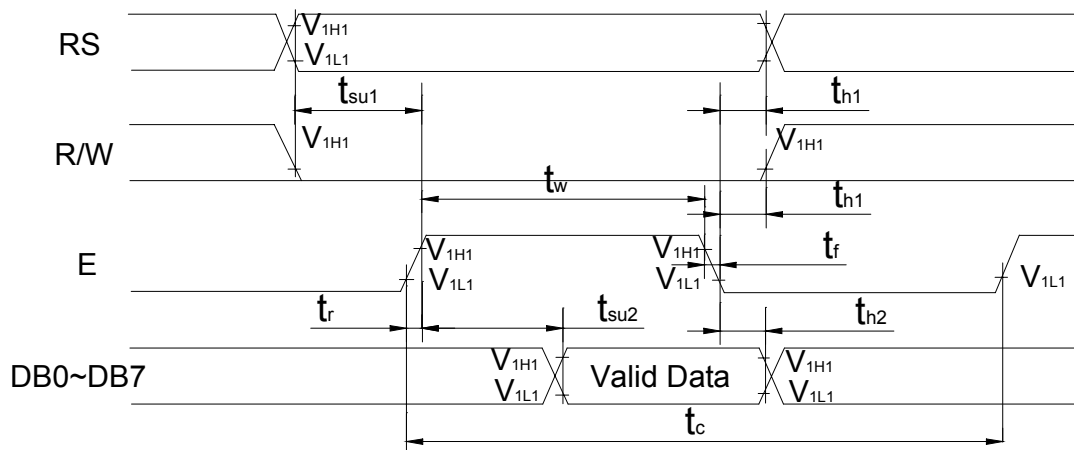 RS
V1H1
V1L1
tsu1
th1
R/W
V1H1
V1H1
tw
th1
E
V1H1
V1L1
V1H1
V1L1
tf
V1L1
tr
tsu2
th2
DB0~DB7
V1H1
V1L1
Valid Data
V1H1
V1L1
tc